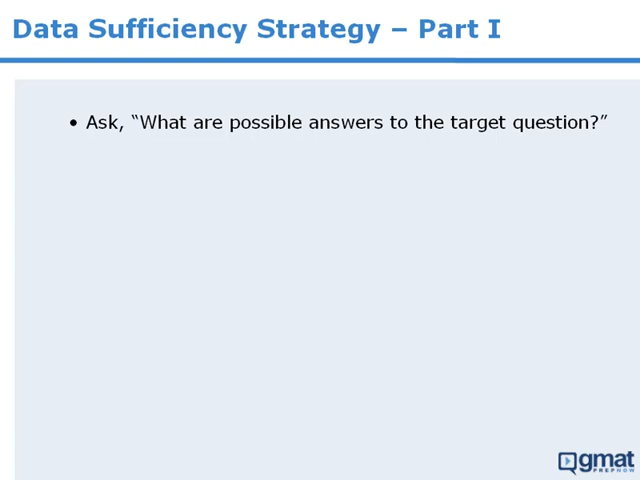 Data Sufficiency Strategy – Part I
• Ask, “What are possible answers to the target question?”
gmat
PREPNOW